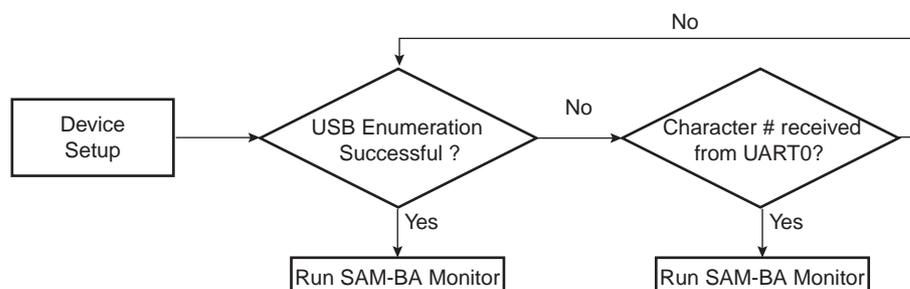 No
Device
Setup
USB Enumeration
Successful ?
No
Character # received
from UART0?
Yes
Yes
Run SAM-BA Monitor
Run SAM-BA Monitor